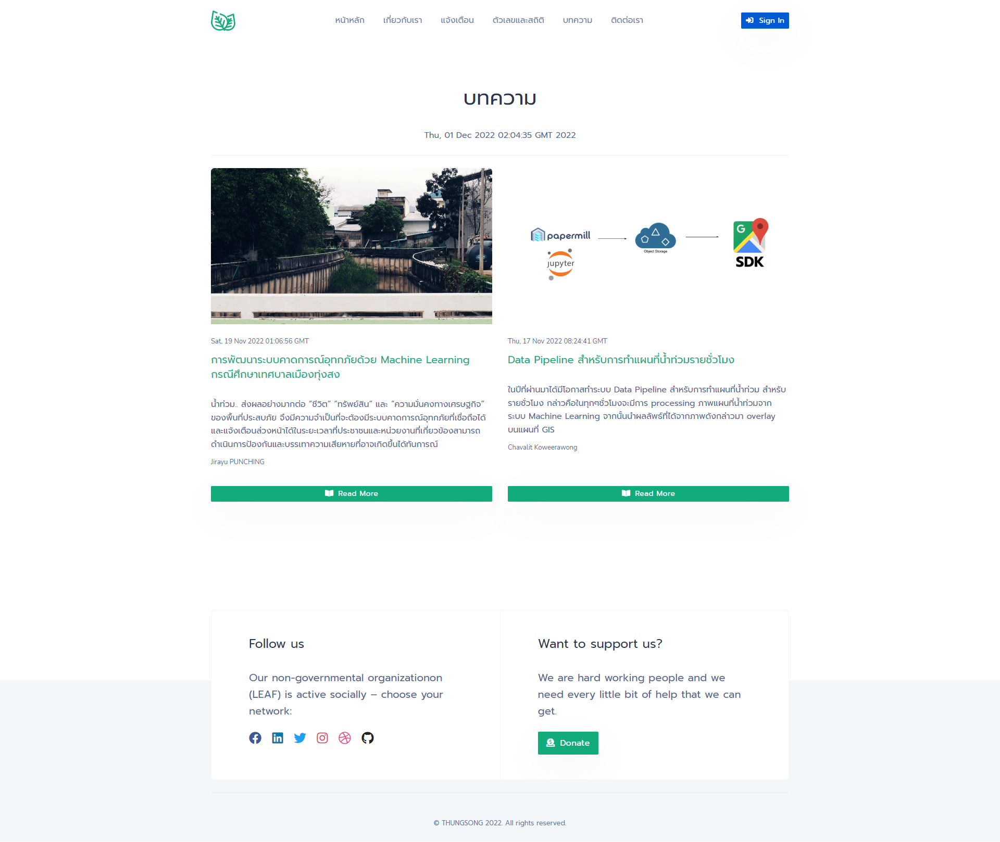 หน้าหลัก เกี่ยวกับเรา แจ้งเตือน ตัวเลขและสถิติ บทความ ติดต่อเรา Sign In
บทความ
Thu, 01 Dec 2022 02:04:35 GMT 2022
papermill
jupyter
Object Storage
G
SDK
Sat, 19 Nov 2022 01:06:56 GMT
การพัฒนาระบบคาดการณ์อุทกภัยด้วย Machine Learning
กรณีศึกษาเทศบาลเมืองทุ่งสง
น้ำท่วม.. ส่งผลอย่างมากต่อ “ชีวิต” “ทรัพย์สิน” และ “ความมั่นคงทางเศรษฐกิจ”
ของพื้นที่ประสบภัย จึงมีความจำเป็นที่จะต้องมีระบบคาดการณ์อุทกภัยที่เชื่อถือได้
และแจ้งเตือนล่วงหน้าได้ในระยะเวลาที่ประชาชนและหน่วยงานที่เกี่ยวข้องสามารถ
ดำเนินการป้องกันและบรรเทาความเสียหายที่อาจเกิดขึ้นได้ทันการณ์
Jirayu PUNCHING
Read More
Thu, 17 Nov 2022 08:24:41 GMT
Data Pipeline สำหรับการทำแผนที่น้ำท่วมรายชั่วโมง
ในปีที่ผ่านมาได้มีโอกาสทำระบบ Data Pipeline สำหรับการทำแผนที่น้ำท่วม สำหรับ
รายชั่วโมง กล่าวคือในทุกๆชั่วโมงจะมีการ processing ภาพแผนที่น้ำท่วมจาก
ระบบ Machine Learning จากนั้นนำผลลัพธ์ที่ได้จากภาพดังกล่าวมา overlay
บนแผนที่ GIS
Chavalit Koweerawong
Read More
Follow us
Our non-governmental organizationon
(LEAF) is active socially – choose your
network:
Want to support us?
We are hard working people and we
need every little bit of help that we can
get.
Donate
© THUNGSONG 2022. All rights reserved.